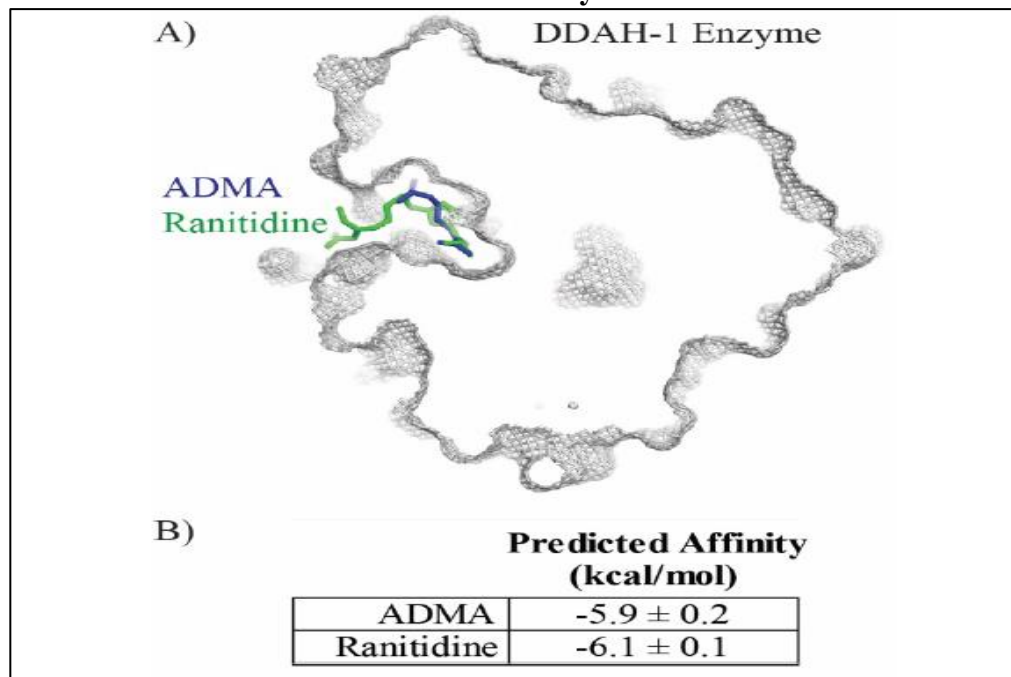 A)
DDAH-1 Enzyme
ADMA
Ranitidine
B)
Predicted Affinity
(kcal/mol)
ADMA -5.9 ± 0.2
Ranitidine -6.1 ± 0.1